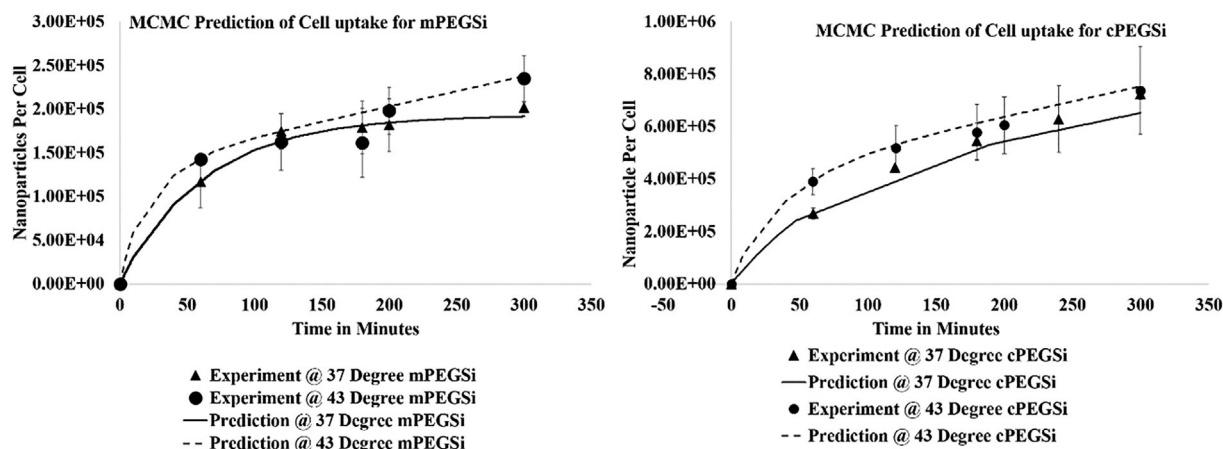 MCMC Prediction of Cell uptake for mPEGSi
3.00E+05
2.50E+05
2.00E+05
1.50E+05
1.00E+05
5.00E+04
0.00E+00
Nanoparticles Per Cell
0 50 100 150 200 250 300 350
Time in Minutes
Experiment @ 37 Degree mPEGSi
Experiment @ 43 Degree mPEGSi
Prediction @ 37 Degree mPEGSi
Prediction @ 43 Degree mPEGSi
MCMC Prediction of Cell uptake for cPEGSi
1.00E+06
8.00E+05
6.00E+05
4.00E+05
2.00E+05
0.00E+00
Nanoparticle Per Cell
-50 0 50 100 150 200 250 300 350
Time in Minutes
Experiment @ 37 Degree cPEGSi
Prediction @ 37 Degree cPEGSi
Experiment @ 43 Degree cPEGSi
Prediction @ 43 Degree cPEGSi